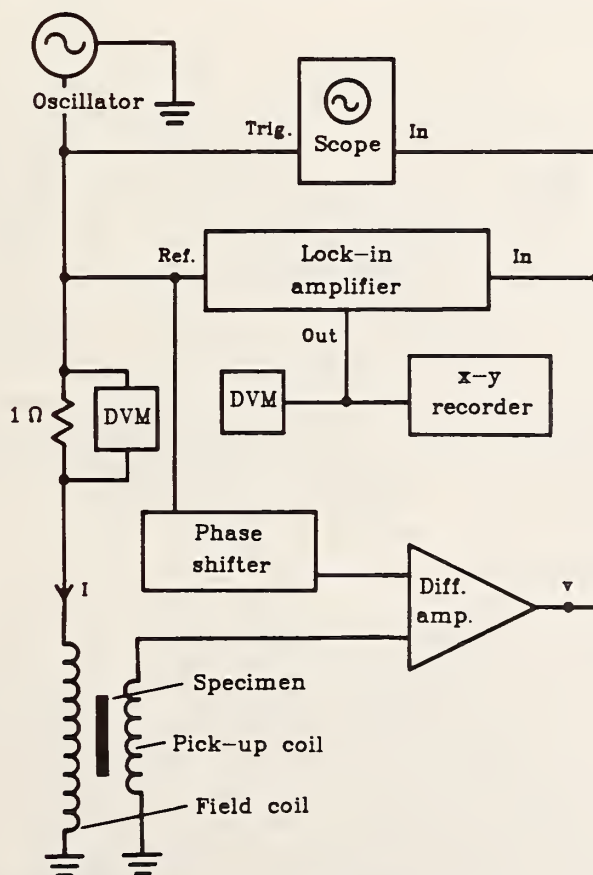 Oscillator
Trig.
Scope
In
Ref.
Lock-in
amplifier
In
Out
1 Ω
DVM
DVM
x-y
recorder
Phase
shifter
I
Diff.
amp.
v
Specimen
Pick-up coil
Field coil